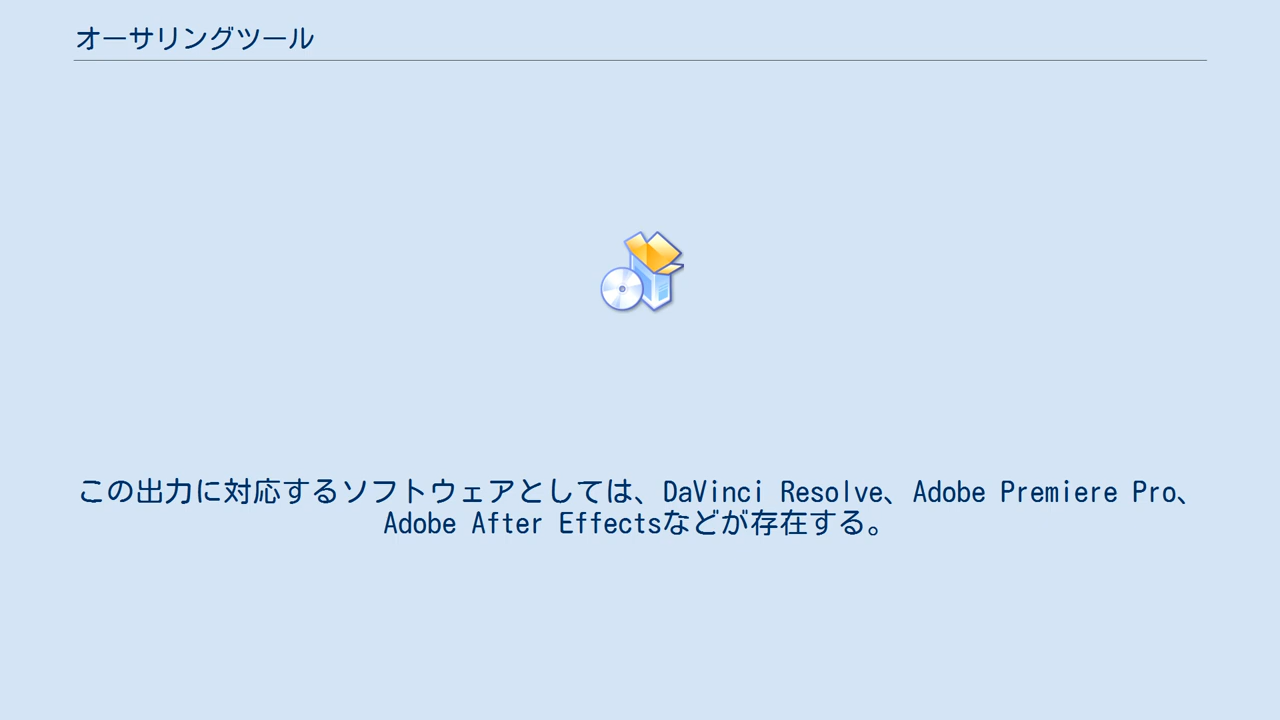 オーサリングツール
この出力に対応するソフトウェアとしては、DaVinci Resolve、Adobe Premiere Pro、
Adobe After Effectsなどが存在する。